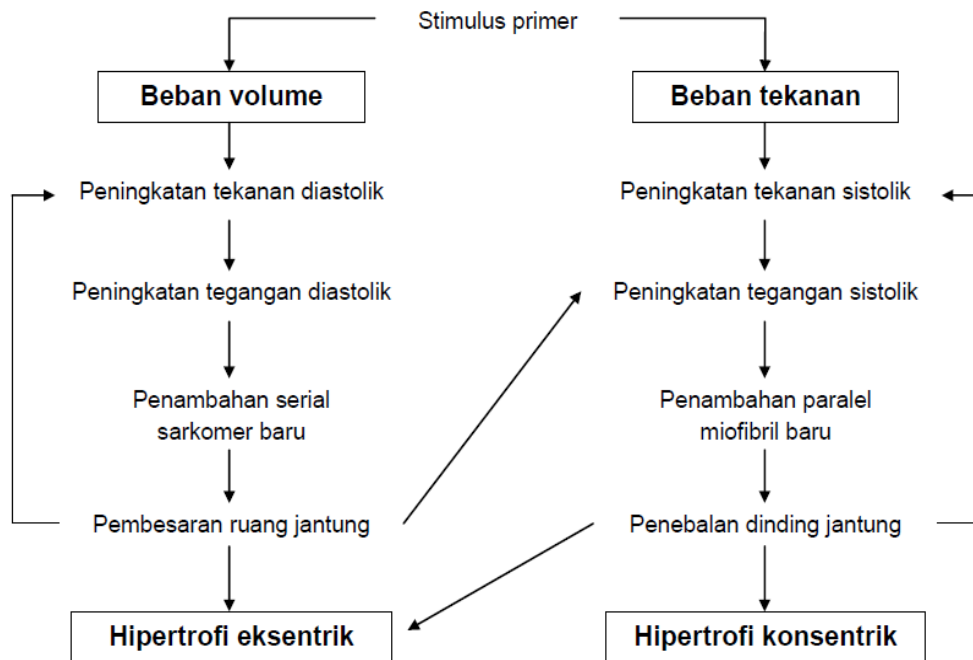 Stimulus primer
Beban volume
Beban tekanan
Peningkatan tekanan diastolik
Peningkatan tekanan sistolik
Peningkatan tegangan diastolik
Peningkatan tegangan sistolik
Penambahan serial
sarkomer baru
Penambahan paralel
miofibril baru
Pembesaran ruang jantung
Penebalan dinding jantung
Hipertrofi eksentrik
Hipertrofi konsentrik